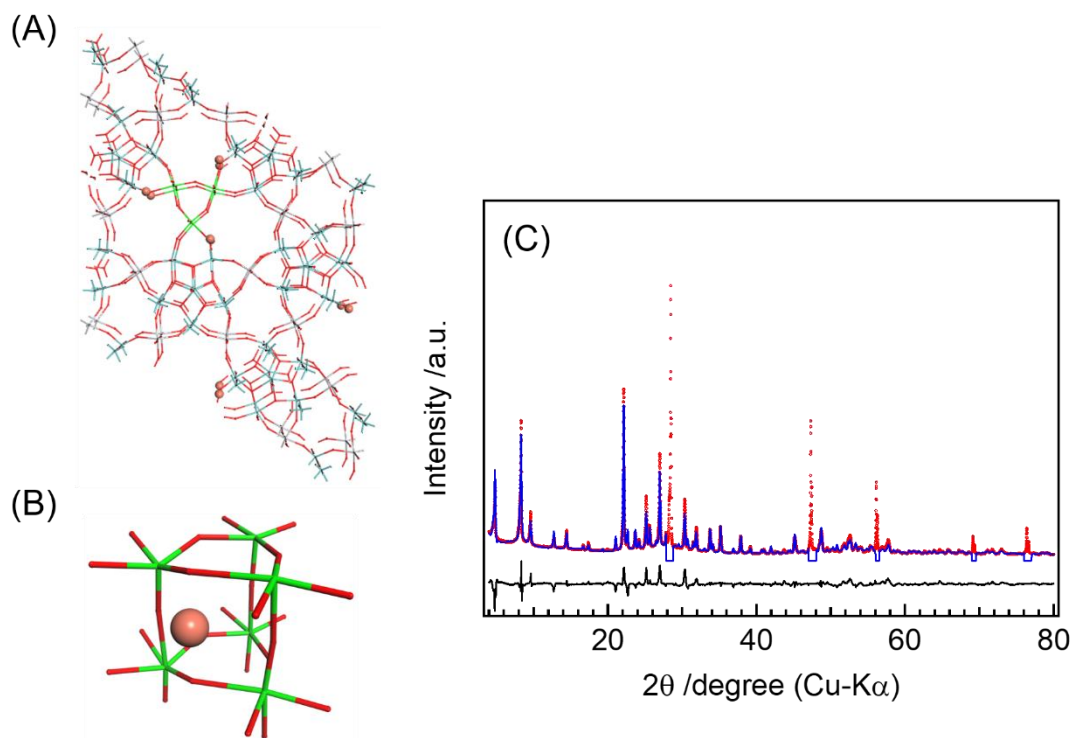 (A)
(B)
(C)
Intensity /a.u.
20
40
60
80
2θ /degree (Cu-Kα)